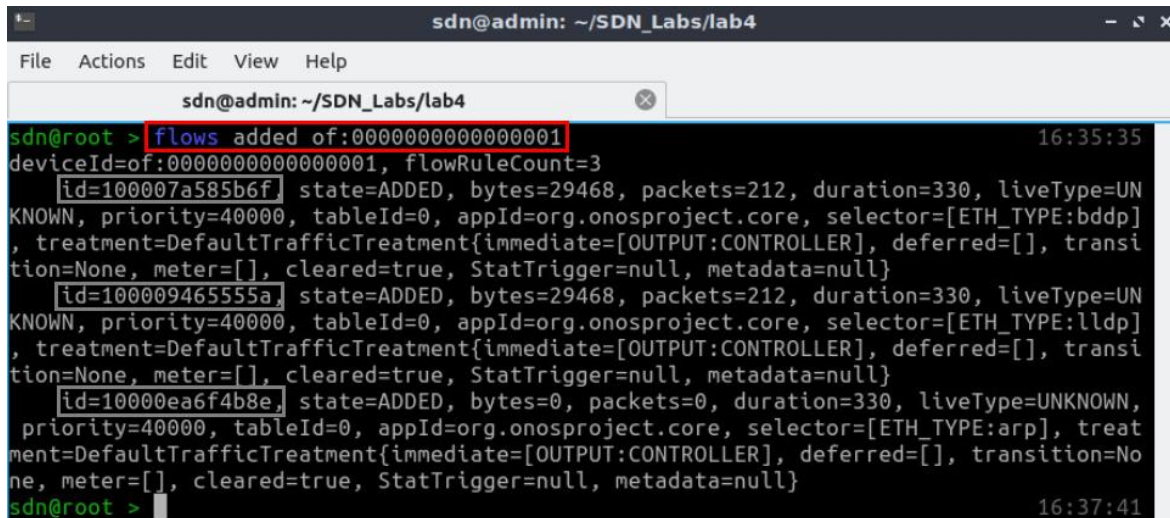 sdn@admin: ~/SDN_Labs/lab4
File Actions Edit View Help
sdn@admin: ~/SDN_Labs/lab4
sdn@root > flows added of:0000000000000001 16:35:35
deviceId=of:0000000000000001, flowRuleCount=3
id=100007a585b6f, state=ADDED, bytes=29468, packets=212, duration=330, liveType=UN
KNOWN, priority=40000, tableId=0, appId=org.onosproject.core, selector=[ETH_TYPE:bddp]
, treatment=DefaultTrafficTreatment{immediate=[OUTPUT:CONTROLLER], deferred=[], transi
tion=None, meter=[], cleared=true, StatTrigger=null, metadata=null}
id=100009465555a, state=ADDED, bytes=29468, packets=212, duration=330, liveType=UN
KNOWN, priority=40000, tableId=0, appId=org.onosproject.core, selector=[ETH_TYPE:lldp]
, treatment=DefaultTrafficTreatment{immediate=[OUTPUT:CONTROLLER], deferred=[], transi
tion=None, meter=[], cleared=true, StatTrigger=null, metadata=null}
id=10000ea6f4b8e, state=ADDED, bytes=0, packets=0, duration=330, liveType=UNKNOWN,
priority=40000, tableId=0, appId=org.onosproject.core, selector=[ETH_TYPE:arp], treat
ment=DefaultTrafficTreatment{immediate=[OUTPUT:CONTROLLER], deferred=[], transition=No
ne, meter=[], cleared=true, StatTrigger=null, metadata=null}
sdn@root > 16:37:41